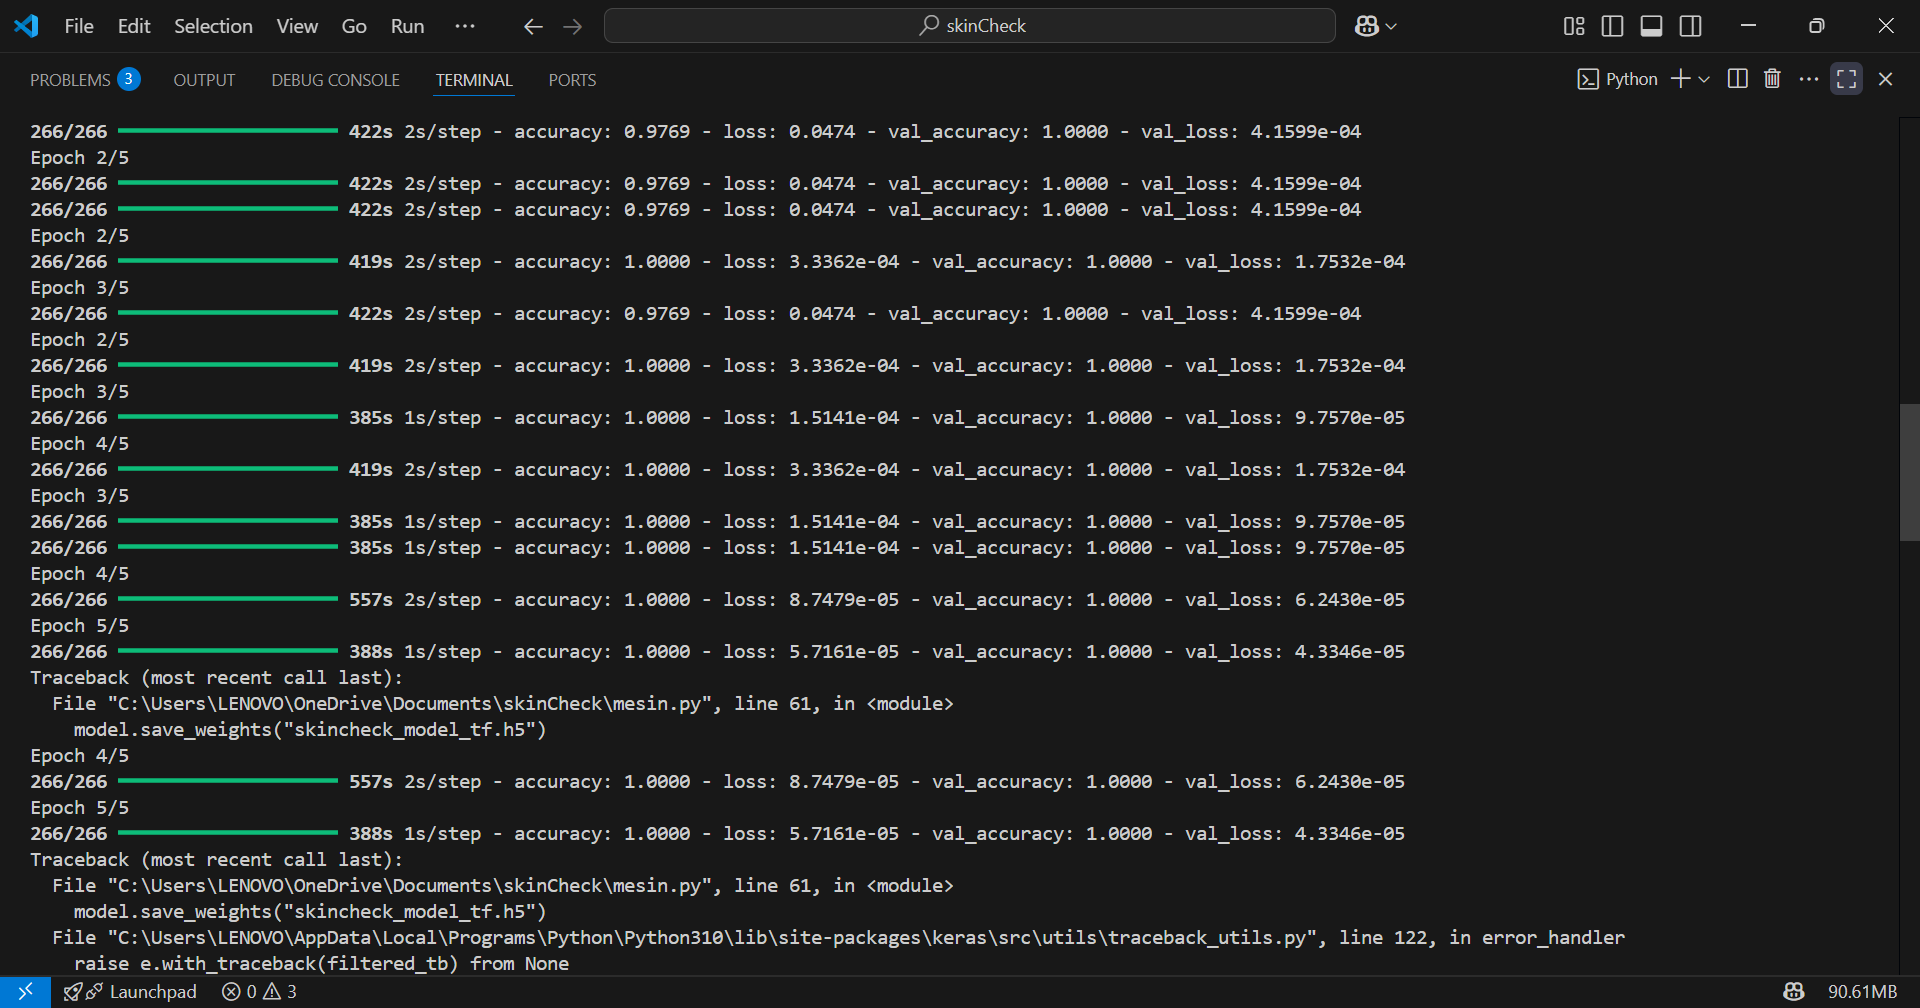 File Edit Selection View Go Run ··· skinCheck
PROBLEMS 3 OUTPUT DEBUG CONSOLE TERMINAL PORTS Python
266/266 422s 2s/step - accuracy: 0.9769 - loss: 0.0474 - val_accuracy: 1.0000 - val_loss: 4.1599e-04
Epoch 2/5
266/266 422s 2s/step - accuracy: 0.9769 - loss: 0.0474 - val_accuracy: 1.0000 - val_loss: 4.1599e-04
266/266 422s 2s/step - accuracy: 0.9769 - loss: 0.0474 - val_accuracy: 1.0000 - val_loss: 4.1599e-04
Epoch 2/5
266/266 419s 2s/step - accuracy: 1.0000 - loss: 3.3362e-04 - val_accuracy: 1.0000 - val_loss: 1.7532e-04
Epoch 3/5
266/266 422s 2s/step - accuracy: 0.9769 - loss: 0.0474 - val_accuracy: 1.0000 - val_loss: 4.1599e-04
Epoch 2/5
266/266 419s 2s/step - accuracy: 1.0000 - loss: 3.3362e-04 - val_accuracy: 1.0000 - val_loss: 1.7532e-04
Epoch 3/5
266/266 385s 1s/step - accuracy: 1.0000 - loss: 1.5141e-04 - val_accuracy: 1.0000 - val_loss: 9.7570e-05
Epoch 4/5
266/266 419s 2s/step - accuracy: 1.0000 - loss: 3.3362e-04 - val_accuracy: 1.0000 - val_loss: 1.7532e-04
Epoch 3/5
266/266 385s 1s/step - accuracy: 1.0000 - loss: 1.5141e-04 - val_accuracy: 1.0000 - val_loss: 9.7570e-05
266/266 385s 1s/step - accuracy: 1.0000 - loss: 1.5141e-04 - val_accuracy: 1.0000 - val_loss: 9.7570e-05
Epoch 4/5
266/266 557s 2s/step - accuracy: 1.0000 - loss: 8.7479e-05 - val_accuracy: 1.0000 - val_loss: 6.2430e-05
Epoch 5/5
266/266 388s 1s/step - accuracy: 1.0000 - loss: 5.7161e-05 - val_accuracy: 1.0000 - val_loss: 4.3346e-05
Traceback (most recent call last):
File "C:\Users\LENOVO\OneDrive\Documents\skinCheck\mesin.py", line 61, in <module>
model.save_weights("skincheck_model_tf.h5")
Epoch 4/5
266/266 557s 2s/step - accuracy: 1.0000 - loss: 8.7479e-05 - val_accuracy: 1.0000 - val_loss: 6.2430e-05
Epoch 5/5
266/266 388s 1s/step - accuracy: 1.0000 - loss: 5.7161e-05 - val_accuracy: 1.0000 - val_loss: 4.3346e-05
Traceback (most recent call last):
File "C:\Users\LENOVO\OneDrive\Documents\skinCheck\mesin.py", line 61, in <module>
model.save_weights("skincheck_model_tf.h5")
File "C:\Users\LENOVO\AppData\Local\Programs\Python\Python310\lib\site-packages\keras\src\utils\traceback_utils.py", line 122, in error_handler
raise e.with_traceback(filtered_tb) from None
Launchpad 0 3 90.61MB